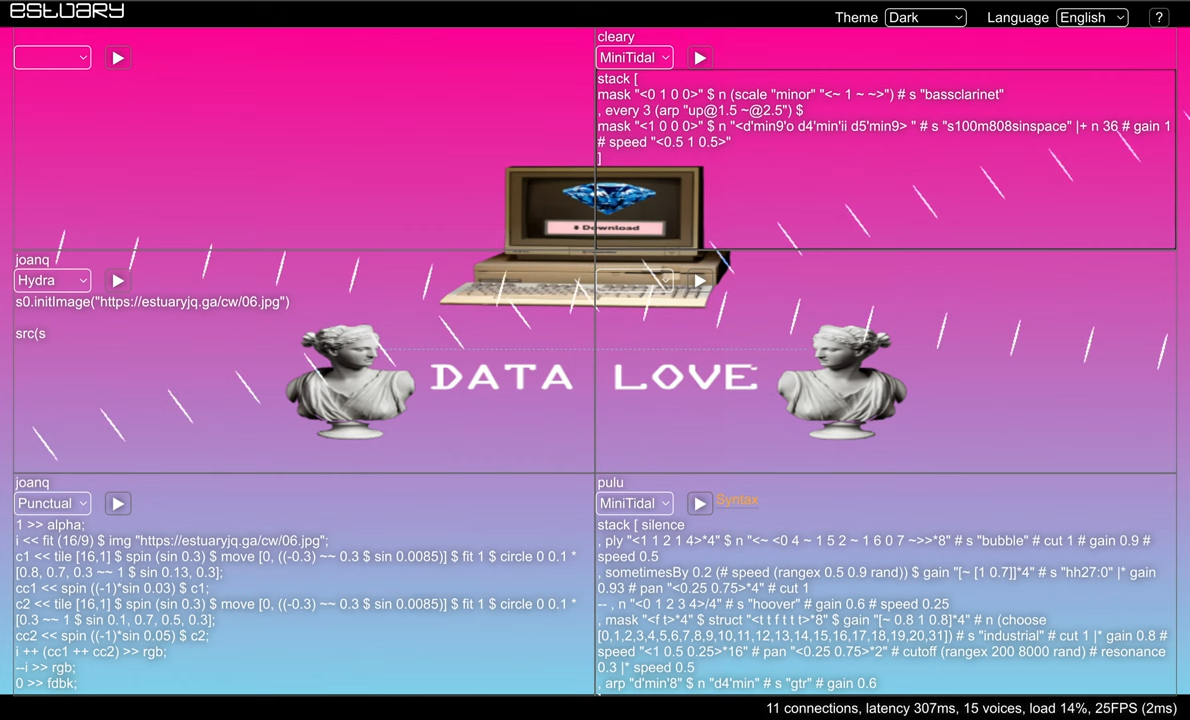 estuary
Theme Dark Language English ?
cleary
MiniTidal
stack [
mask "<0 1 0 0>" $ n (scale "minor" "<~ 1 ~ ~>") # s "bassclarinet"
, every 3 (arp "up@1.5 ~@2.5") $
mask "<1 0 0 0>" $ n "<d'min9'o d4'min'ii d5'min9> " # s "s100m808sinspace" |+ n 36 # gain 1
# speed "<0.5 1 0.5>"
]
Download
joanq
Hydra
s0.initImage("https://estuaryjq.ga/cw/06.jpg")
src(s
DATA LOVE
joanq
Punctual
1 >> alpha;
i << fit (16/9) $ img "https://estuaryjq.ga/cw/06.jpg";
c1 << tile [16,1] $ spin (sin 0.3) $ move [0, ((-0.3) ~~ 0.3 $ sin 0.0085)] $ fit 1 $ circle 0 0.1 *
[0.8, 0.7, 0.3 ~~ 1 $ sin 0.13, 0.3];
cc1 << spin ((-1)*sin 0.03) $ c1;
c2 << tile [16,1] $ spin (sin 0.3) $ move [0, ((-0.3) ~~ 0.3 $ sin 0.0085)] $ fit 1 $ circle 0 0.1 *
[0.3 ~~ 1 $ sin 0.1, 0.7, 0.5, 0.3];
cc2 << spin ((-1)*sin 0.05) $ c2;
i ++ (cc1 ++ cc2) >> rgb;
--i >> rgb;
0 >> fdbk;
pulu
MiniTidal Syntax
stack [ silence
, ply "<1 1 2 1 4>*4" $ n "<~ <0 4 ~ 1 5 2 ~ 1 6 0 7 ~>>*8" # s "bubble" # cut 1 # gain 0.9 #
speed 0.5
, sometimesBy 0.2 (# speed (rangex 0.5 0.9 rand)) $ gain "[~ [1 0.7]]*4" # s "hh27:0" |* gain
0.93 # pan "<0.25 0.75>*4" # cut 1
-- , n "<0 1 2 3 4>/4" # s "hoover" # gain 0.6 # speed 0.25
, mask "<f t>*4" $ struct "<t t f t t t>*8" $ gain "[~ 0.8 1 0.8]*4" # n (choose
[0,1,2,3,4,5,6,7,8,9,10,11,12,13,14,15,16,17,18,19,20,31]) # s "industrial" # cut 1 |* gain 0.8 #
speed "<1 0.5 0.25>*16" # pan "<0.25 0.75>*2" # cutoff (rangex 200 8000 rand) # resonance
0.3 |* speed 0.5
, arp "d'min'8" $ n "d4'min" # s "gtr" # gain 0.6
11 connections, latency 307ms, 15 voices, load 14%, 25FPS (2ms)